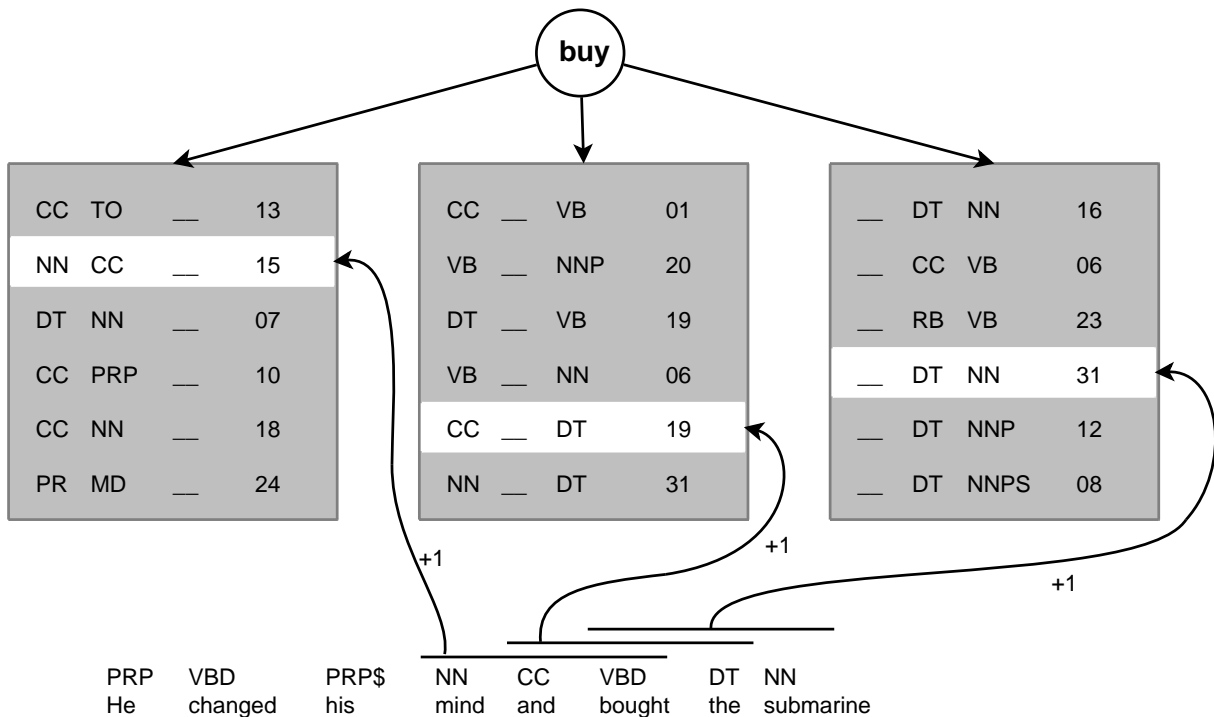 buy
CC TO __ 13
NN CC __ 15
DT NN __ 07
CC PRP __ 10
CC NN __ 18
PR MD __ 24
CC __ VB 01
VB __ NNP 20
DT __ VB 19
VB __ NN 06
CC __ DT 19
NN __ DT 31
__ DT NN 16
__ CC VB 06
__ RB VB 23
__ DT NN 31
__ DT NNP 12
__ DT NNPS 08
+1
+1
+1
PRP VBD PRP$ NN CC VBD DT NN
He changed his mind and bought the submarine